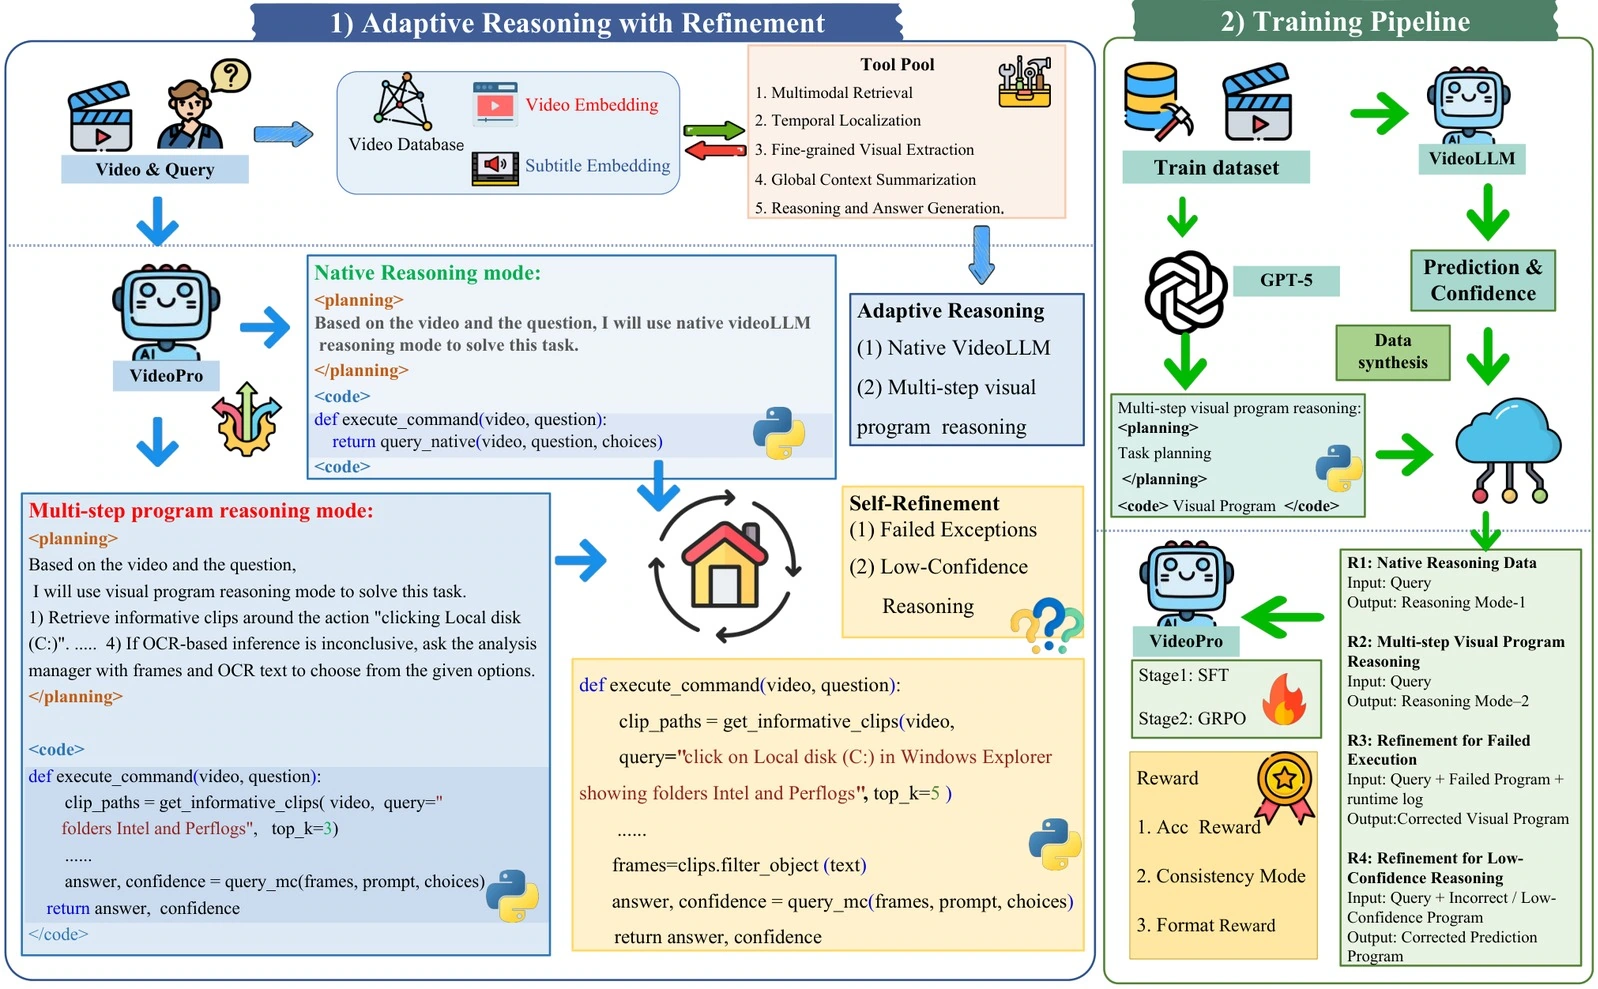 1) Adaptive Reasoning with Refinement
Video & Query
Video Database
Video Embedding
Subtitle Embedding
Tool Pool
1. Multimodal Retrieval
2. Temporal Localization
3. Fine-grained Visual Extraction
4. Global Context Summarization
5. Reasoning and Answer Generation.
AI
VideoPro
Native Reasoning mode:
<planning>
Based on the video and the question, I will use native videoLLM
reasoning mode to solve this task.
</planning>
<code>
def execute_command(video, question):
return query_native(video, question, choices)
<code>
Adaptive Reasoning
(1) Native VideoLLM
(2) Multi-step visual
program reasoning
Multi-step program reasoning mode:
<planning>
Based on the video and the question,
I will use visual program reasoning mode to solve this task.
1) Retrieve informative clips around the action "clicking Local disk
(C:)". ..... 4) If OCR-based inference is inconclusive, ask the analysis
manager with frames and OCR text to choose from the given options.
</planning>
<code>
def execute_command(video, question):
clip_paths = get_informative_clips( video, query="
folders Intel and Perflogs", top_k=3)
......
answer, confidence = query_mc(frames, prompt, choices)
return answer, confidence
</code>
Self-Refinement
(1) Failed Exceptions
(2) Low-Confidence
Reasoning
def execute_command(video, question):
clip_paths = get_informative_clips(video,
query="click on Local disk (C:) in Windows Explorer
showing folders Intel and Perflogs", top_k=5 )
......
frames=clips.filter_object (text)
answer, confidence = query_mc(frames, prompt, choices)
return answer, confidence
2) Training Pipeline
Train dataset
AI
VideoLLM
GPT-5
Prediction &
Confidence
Data
synthesis
Multi-step visual program reasoning:
<planning>
Task planning
</planning>
<code> Visual Program </code>
AI
VideoPro
Stage1: SFT
Stage2: GRPO
Reward
1. Acc Reward
2. Consistency Mode
3. Format Reward
R1: Native Reasoning Data
Input: Query
Output: Reasoning Mode-1
R2: Multi-step Visual Program
Reasoning
Input: Query
Output: Reasoning Mode–2
R3: Refinement for Failed
Execution
Input: Query + Failed Program +
runtime log
Output:Corrected Visual Program
R4: Refinement for Low-
Confidence Reasoning
Input: Query + Incorrect / Low-
Confidence Program
Output: Corrected Prediction
Program